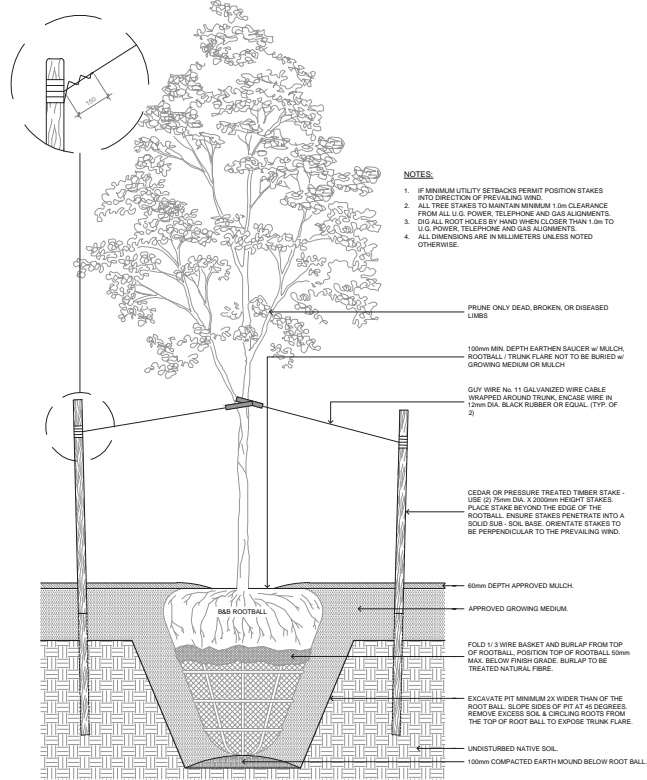 150
NOTES:
1. IF MINIMUM UTILITY SETBACKS PERMIT POSITION STAKES
INTO DIRECTION OF PREVAILING WIND.
2. ALL TREE STAKES TO MAINTAIN MINIMUM 1.0m CLEARANCE
FROM ALL U.G. POWER, TELEPHONE AND GAS ALIGNMENTS.
3. DIG ALL ROOT HOLES BY HAND WHEN CLOSER THAN 1.0m TO
U.G. POWER, TELEPHONE AND GAS ALIGNMENTS.
4. ALL DIMENSIONS ARE IN MILLIMETERS UNLESS NOTED
OTHERWISE.
PRUNE ONLY DEAD, BROKEN, OR DISEASED
LIMBS
100mm MIN. DEPTH EARTHEN SAUCER w/ MULCH,
ROOTBALL / TRUNK FLARE NOT TO BE BURIED w/
GROWING MEDIUM OR MULCH
GUY WIRE No. 11 GALVANIZED WIRE CABLE
WRAPPED AROUND TRUNK, ENCASE WIRE IN
12mm DIA. BLACK RUBBER OR EQUAL. (TYP. OF
2)
CEDAR OR PRESSURE TREATED TIMBER STAKE -
USE (2) 75mm DIA. X 2000mm HEIGHT STAKES.
PLACE STAKE BEYOND THE EDGE OF THE
ROOTBALL. ENSURE STAKES PENETRATE INTO A
SOLID SUB - SOIL BASE. ORIENTATE STAKES TO
BE PERPENDICULAR TO THE PREVAILING WIND.
60mm DEPTH APPROVED MULCH.
B&B ROOTBALL
APPROVED GROWING MEDIUM.
FOLD 1/ 3 WIRE BASKET AND BURLAP FROM TOP
OF ROOTBALL, POSITION TOP OF ROOTBALL 50mm
MAX. BELOW FINISH GRADE. BURLAP TO BE
TREATED NATURAL FIBRE.
EXCAVATE PIT MINIMUM 2X WIDER THAN OF THE
ROOT BALL. SLOPE SIDES OF PIT AT 45 DEGREES.
REMOVE EXCESS SOIL & CIRCLING ROOTS FROM
THE TOP OF ROOT BALL TO EXPOSE TRUNK FLARE.
UNDISTURBED NATIVE SOIL.
100mm COMPACTED EARTH MOUND BELOW ROOT BALL.